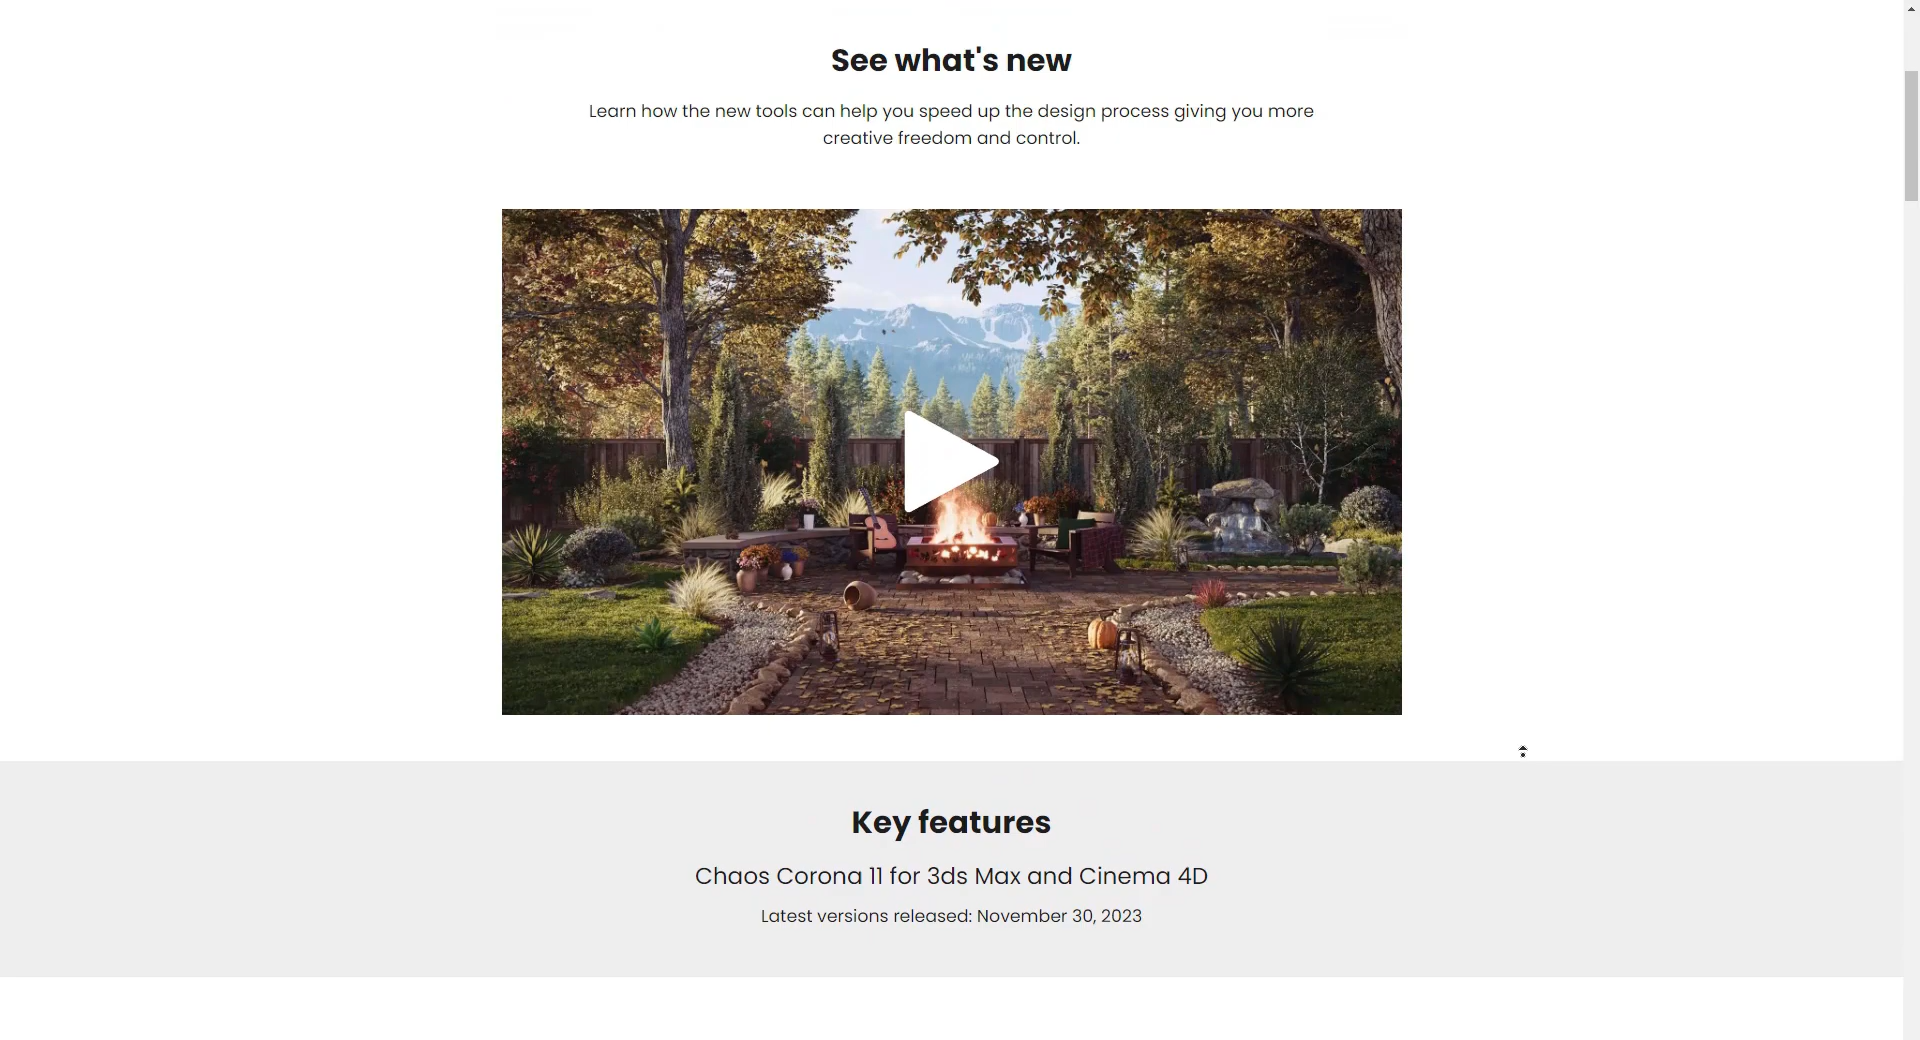 See what's new
Learn how the new tools can help you speed up the design process giving you more
creative freedom and control.
Key features
Chaos Corona 11 for 3ds Max and Cinema 4D
Latest versions released: November 30, 2023